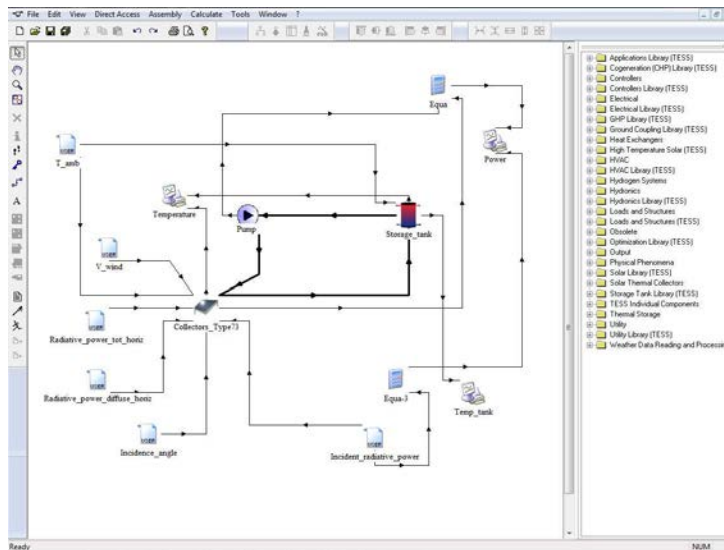 File Edit View Direct Access Assembly Calculate Tools Window ?
Equa
Power
T_amb
Temperature
Pump
Storage_tank
V_wind
Collectors_Type73
Radiative_power_tot_horiz
Radiative_power_diffuse_horiz
Equa-3
Temp_tank
Incidence_angle
Incident_radiative_power
Applications Library (TESS)
Cogeneration (CHP) Library (TESS)
Controllers
Controllers Library (TESS)
Electrical
Electrical Library (TESS)
GHP Library (TESS)
Ground Coupling Library (TESS)
Heat Exchangers
High Temperature Solar (TESS)
HVAC
HVAC Library (TESS)
Hydrogen Systems
Hydronics
Hydronics Library (TESS)
Loads and Structures
Loads and Structures (TESS)
Obsolete
Optimization Library (TESS)
Output
Physical Phenomena
Solar Library (TESS)
Solar Thermal Collectors
Storage Tank Library (TESS)
TESS Individual Components
Thermal Storage
Utility
Utility Library (TESS)
Weather Data Reading and Processi
Ready
NUM